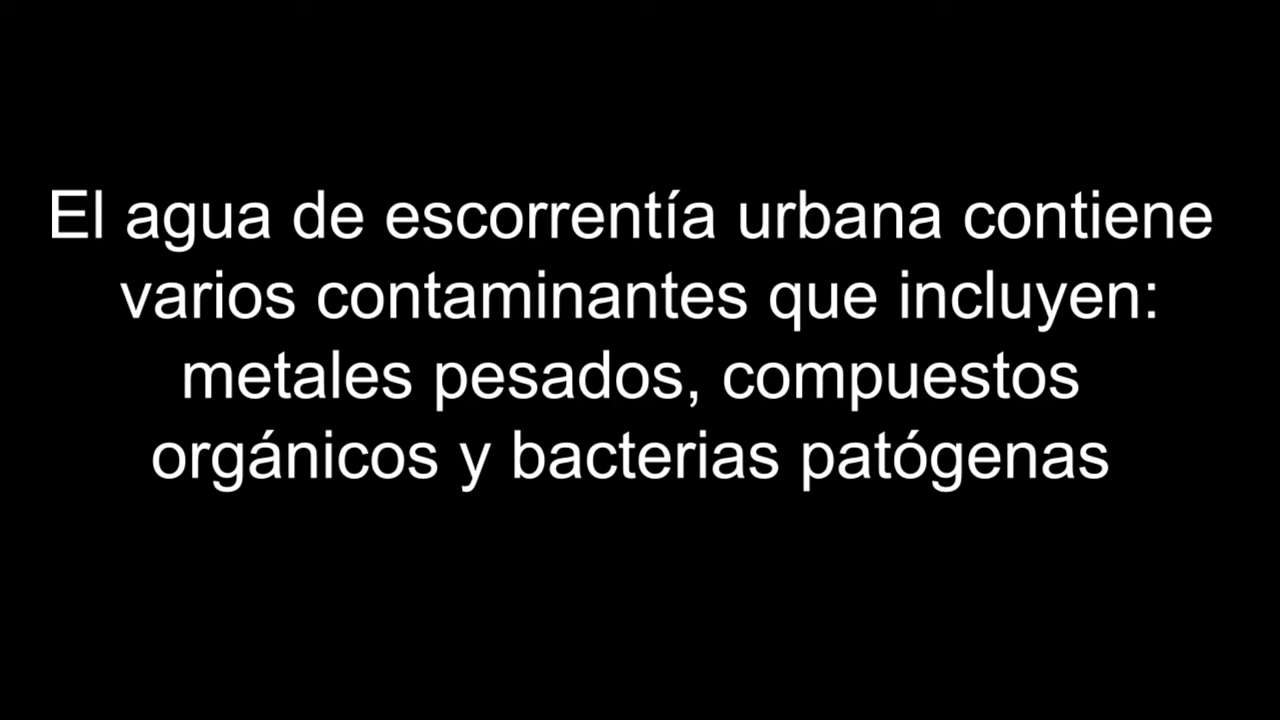 El agua de escorrentía urbana contiene
varios contaminantes que incluyen:
metales pesados, compuestos
orgánicos y bacterias patógenas